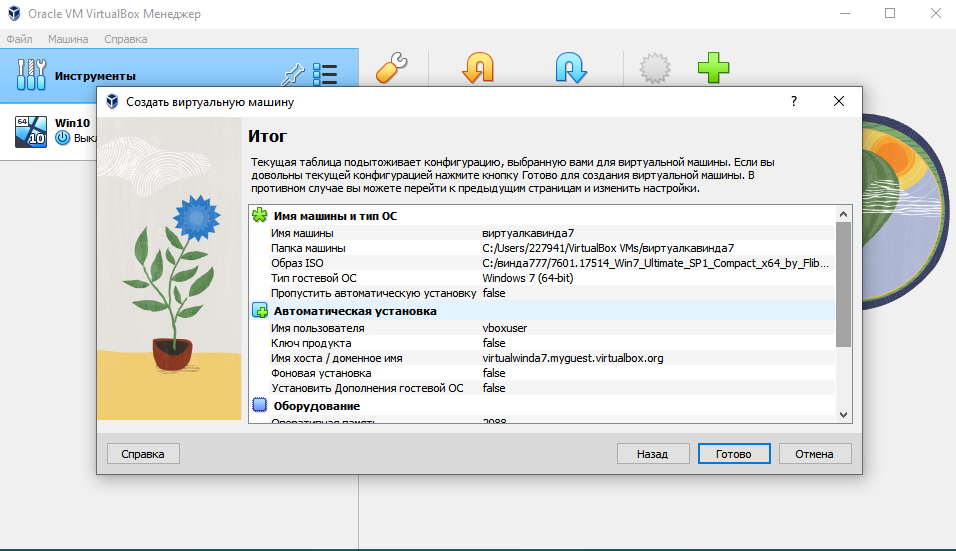 Oracle VM VirtualBox Менеджер
Файл Машина Справка
Инструменты
Создать виртуальную машину
?
64
10
Win10
Итог
Текущая таблица подытоживает конфигурацию, выбранную вами для виртуальной машины. Если вы
довольны текущей конфигурацией нажмите кнопку Готово для создания виртуальной машины. В
противном случае вы можете перейти к предыдущим страницам и изменить настройки.
Имя машины и тип ОС
Имя машины виртуалкавинда7
Папка машины C:/Users/227941/VirtualBox VMs/виртуалкавинда7
Образ ISO C:/винда777/7601.17514_Win7_Ultimate_SP1_Compact_x64_by_Flib...
Тип гостевой ОС Windows 7 (64-bit)
Пропустить автоматическую установку false
Автоматическая установка
Имя пользователя vboxuser
Ключ продукта false
Имя хоста / доменное имя virtualwinda7.myguest.virtualbox.org
Фоновая установка false
Установить Дополнения гостевой ОС false
Оборудование
Справка Назад Готово Отмена